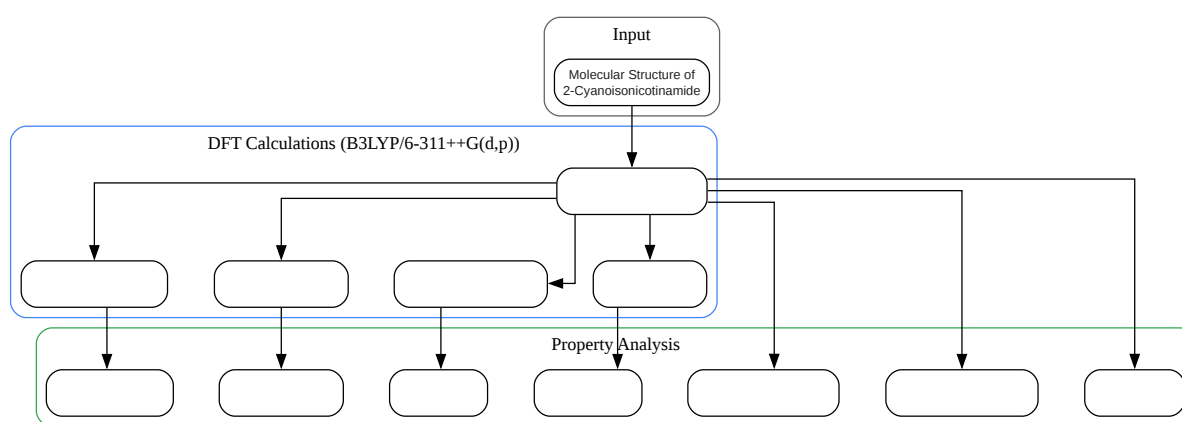 Input
Molecular Structure of
2-Cyanoisonicotinamide
DFT Calculations (B3LYP/6-311++G(d,p))
Property Analysis